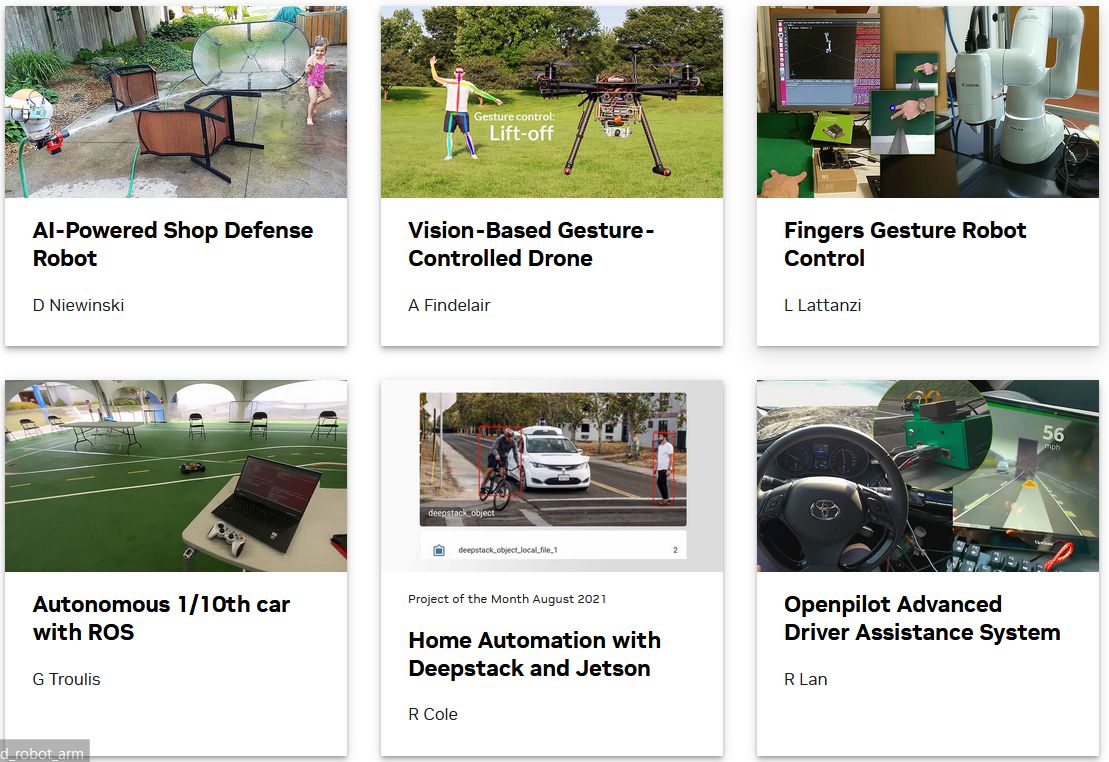 Gesture control:
Lift-off
AI-Powered Shop Defense
Robot
D Niewinski
Vision-Based Gesture-
Controlled Drone
A Findelair
Fingers Gesture Robot
Control
L Lattanzi
Autonomous 1/10th car
with ROS
G Troulis
deepstack_object
deepstack_object_local_file_1
2
Project of the Month August 2021
Home Automation with
Deepstack and Jetson
R Cole
56
mph
Openpilot Advanced
Driver Assistance System
R Lan
d_robot_arm